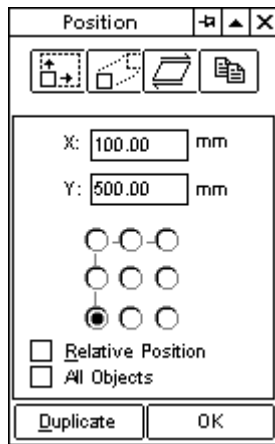 Position
X: 100.00 mm
Y: 500.00 mm
Relative Position
All Objects
Duplicate OK